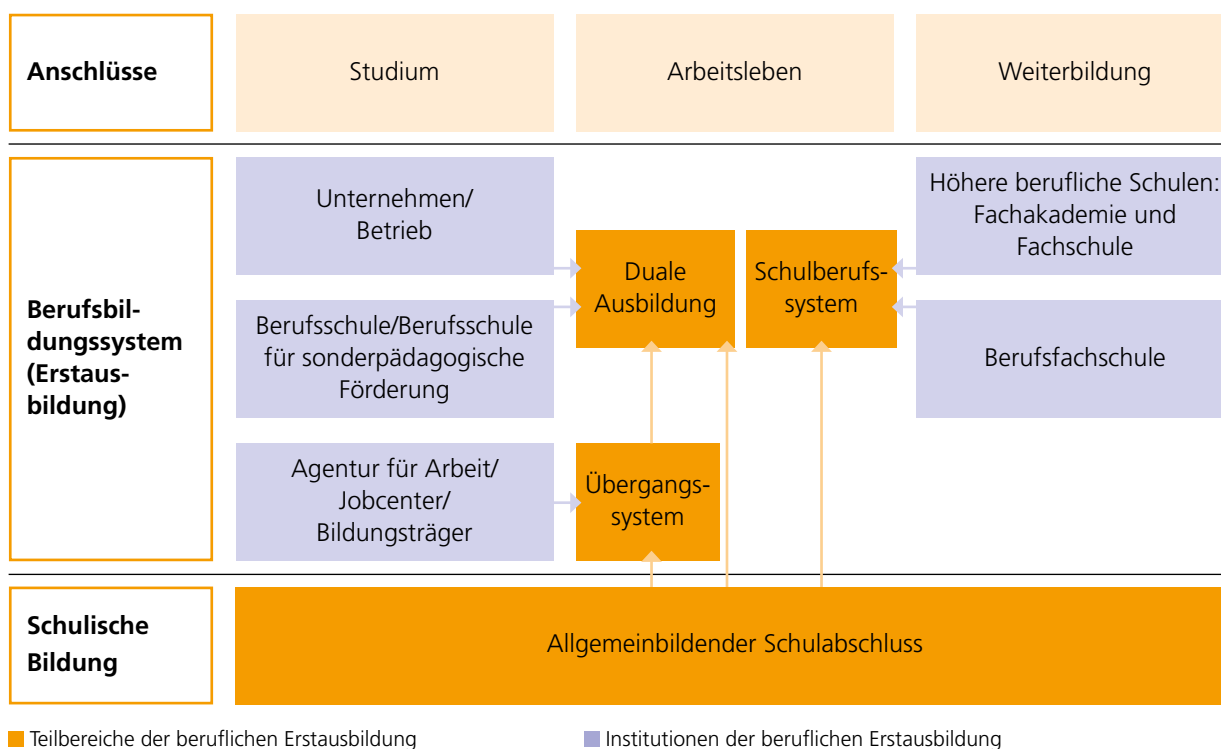 Anschlüsse
Studium
Arbeitsleben
Weiterbildung
Berufsbil-
dungssystem
(Erstaus-
bildung)
Unternehmen/
Betrieb
Berufsschule/Berufsschule
für sonderpädagogische
Förderung
Agentur für Arbeit/
Jobcenter/
Bildungsträger
Duale
Ausbildung
Übergangs-
system
Schulberufs-
system
Höhere berufliche Schulen:
Fachakademie und
Fachschule
Berufsfachschule
Schulische
Bildung
Allgemeinbildender Schulabschluss
Teilbereiche der beruflichen Erstausbildung
Institutionen der beruflichen Erstausbildung